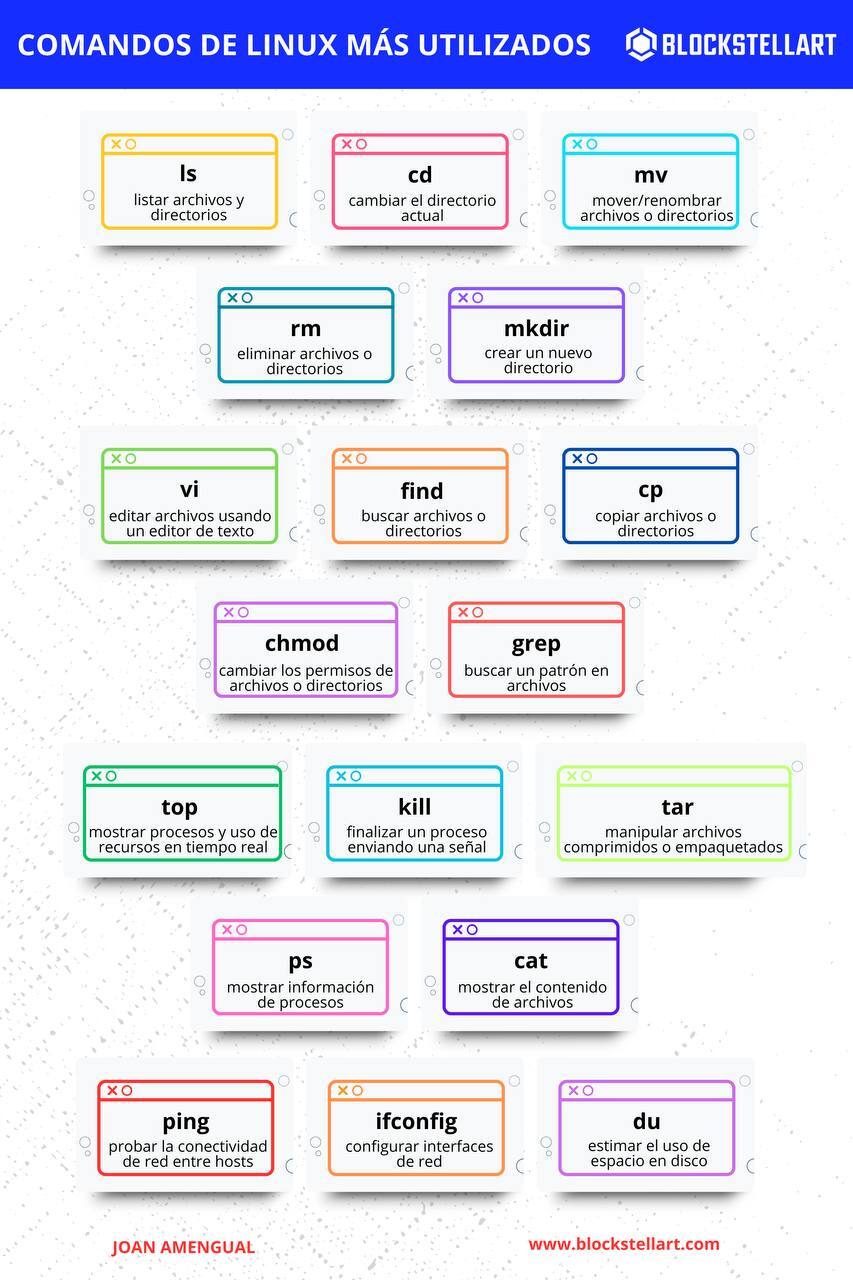 COMANDOS DE LINUX MÁS UTILIZADOS
BLOCKSTELLART
ls
listar archivos y
directorios
cd
cambiar el directorio
actual
mv
mover/renombrar
archivos o directorios
rm
eliminar archivos o
directorios
mkdir
crear un nuevo
directorio
vi
editar archivos usando
un editor de texto
find
buscar archivos o
directorios
cp
copiar archivos o
directorios
chmod
cambiar los permisos de
archivos o directorios
grep
buscar un patrón en
archivos
top
mostrar procesos y uso de
recursos en tiempo real
kill
finalizar un proceso
enviando una señal
tar
manipular archivos
comprimidos o empaquetados
ps
mostrar información
de procesos
cat
mostrar el contenido
de archivos
ping
probar la conectividad
de red entre hosts
ifconfig
configurar interfaces
de red
du
estimar el uso de
espacio en disco
JOAN AMENGUAL
www.blockstellart.com